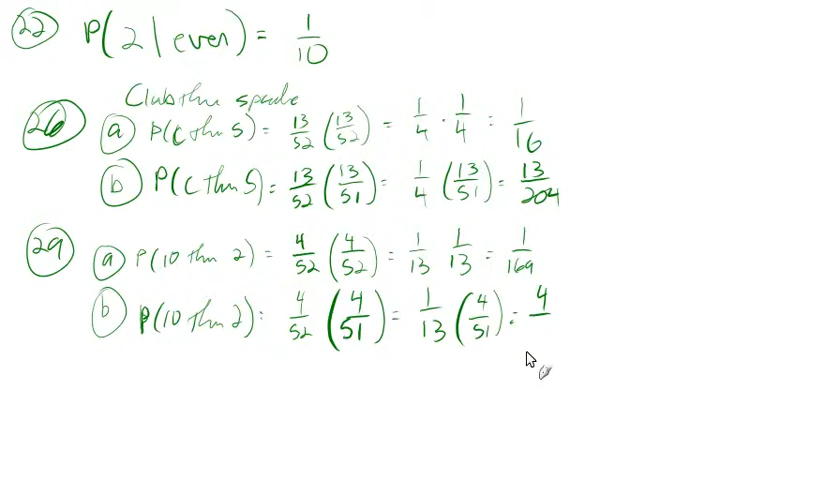 22 P(2 | even) = 1/10
Club then spade
26 a P(C then S) = 13/52 (13/52) = 1/4 · 1/4 = 1/16
b P(C then S) = 13/52 (13/51) = 1/4 (13/51) = 13/204
29 a P(10 then 2) = 4/52 (4/52) = 1/13 1/13 = 1/169
b P(10 then 2) = 4/52 (4/51) = 1/13 (4/51) = 4/